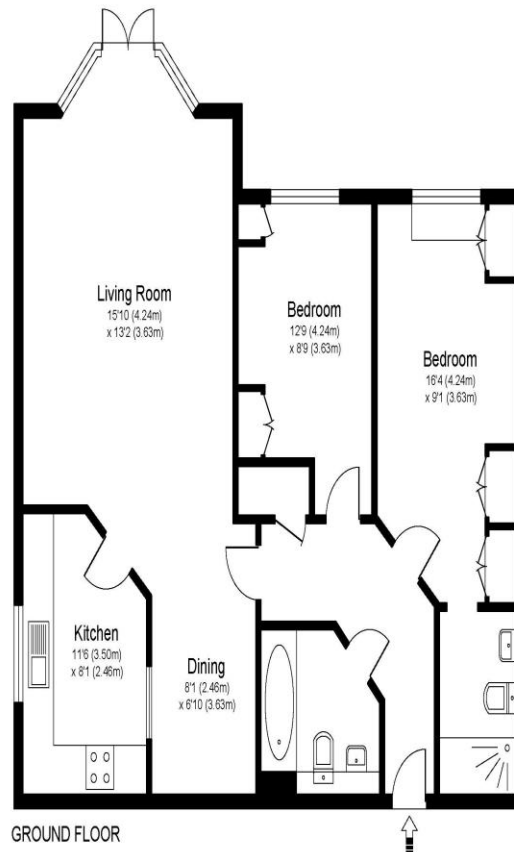 Living Room
15'10 (4.24m)
x 13'2 (3.63m)
Bedroom
12'9 (4.24m)
x 8'9 (3.63m)
Bedroom
16'4 (4.24m)
x 9'1 (3.63m)
Kitchen
11'6 (3.50m)
x 8'1 (2.46m)
Dining
8'1 (2.46m)
x 6'10 (3.63m)
GROUND FLOOR